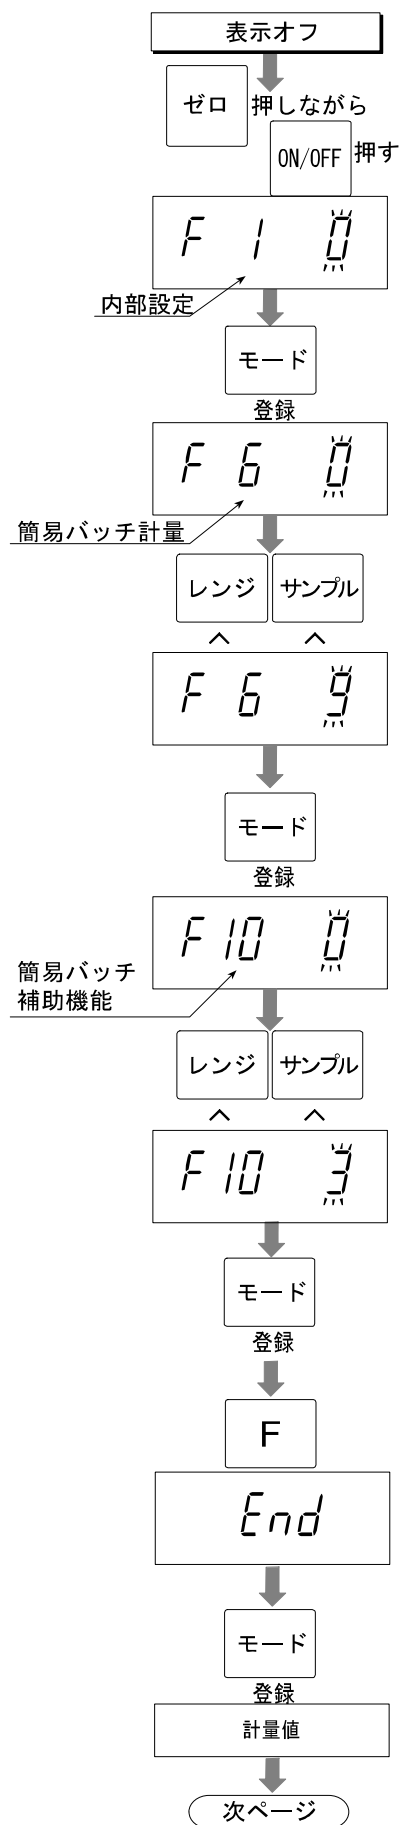 表示オフ
ゼロ 押しながら
ON/OFF 押す
F 1 0
内部設定
モード
登録
F 6 0
簡易バッチ計量
レンジ サンプル
^ ^
F 6 9
モード
登録
F 10 0
簡易バッチ
補助機能
レンジ サンプル
^ ^
F 10 3
モード
登録
F
End
モード
登録
計量値
次ページ